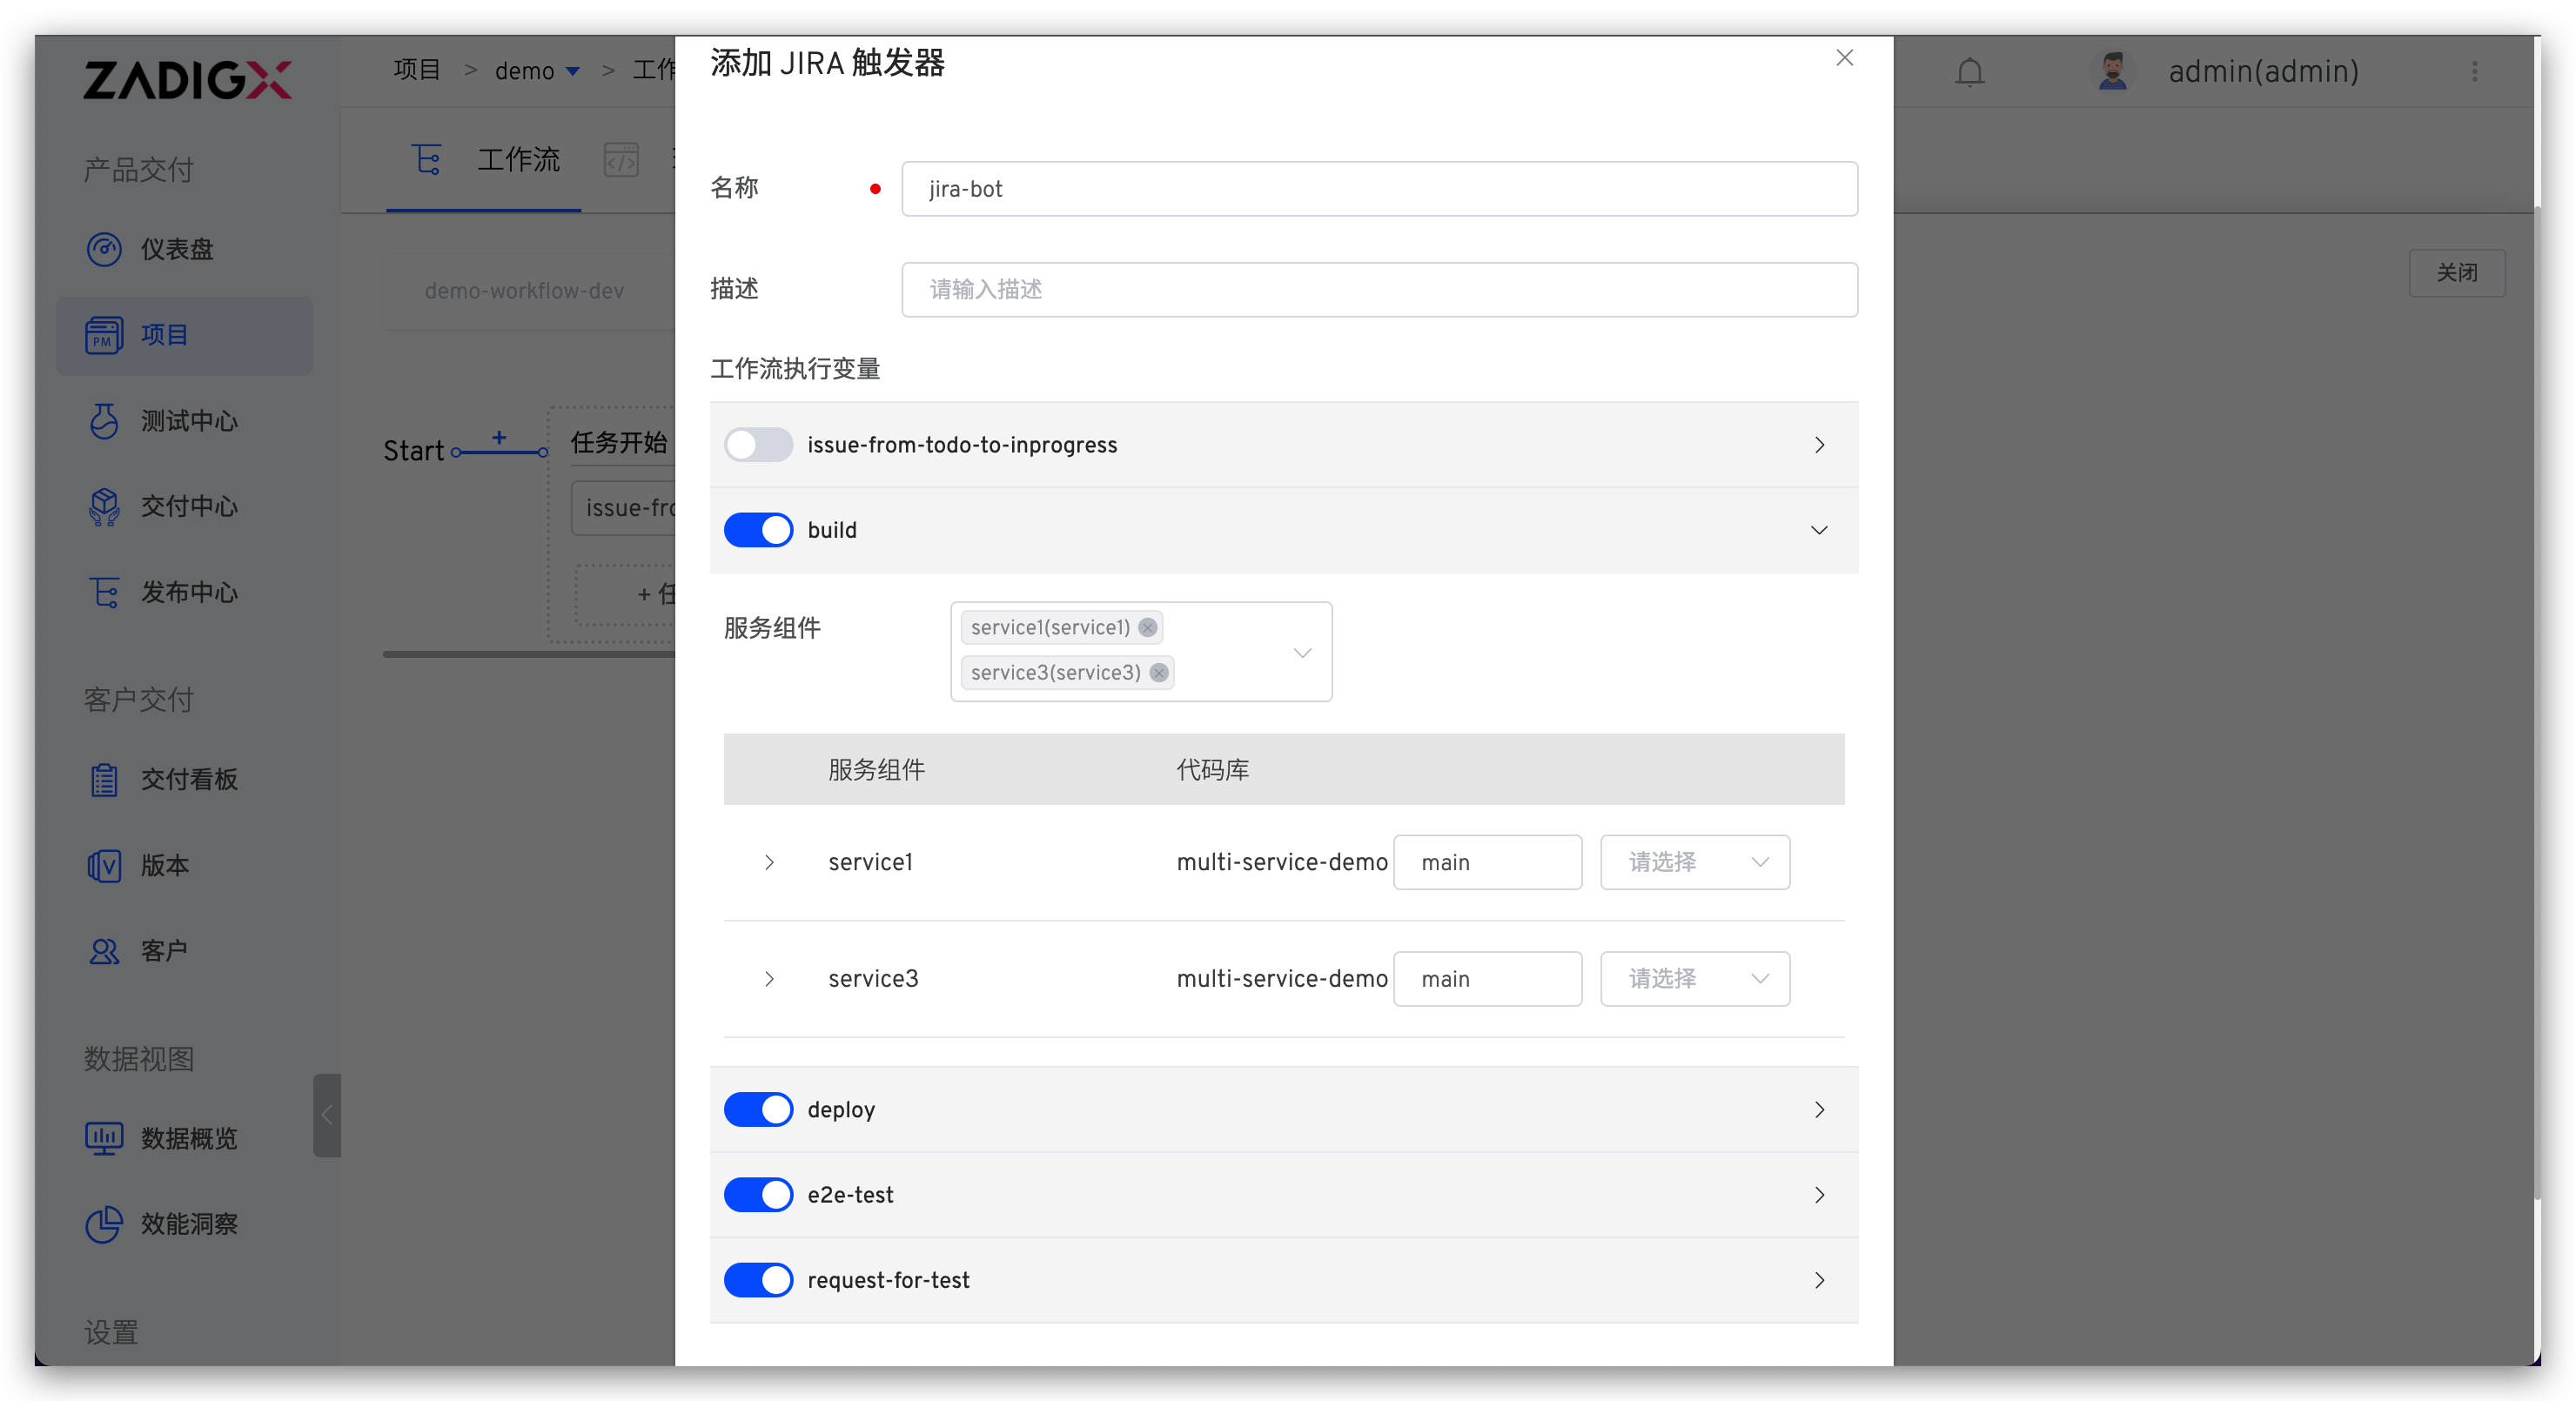 ZADIGX
项目 > demo > 工作
admin(admin)
产品交付
仪表盘
项目
测试中心
交付中心
发布中心
客户交付
交付看板
版本
客户
数据视图
数据概览
效能洞察
设置
工作流
demo-workflow-dev
Start
任务开始
issue-fro
+ 任
关闭
添加 JIRA 触发器
名称
jira-bot
描述
请输入描述
工作流执行变量
issue-from-todo-to-inprogress
build
服务组件
service1(service1)
service3(service3)
服务组件 代码库
service1 multi-service-demo main 请选择
service3 multi-service-demo main 请选择
deploy
e2e-test
request-for-test